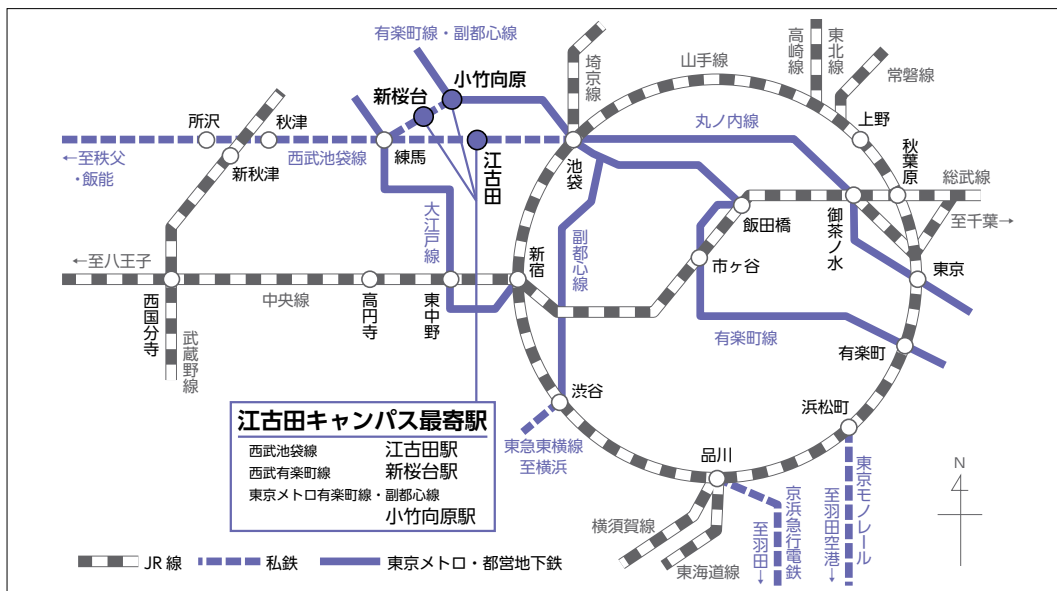 有楽町線・副都心線
小竹向原
新桜台
埼京線
山手線
高崎線
東北線
常磐線
所沢
秋津
新秋津
西武池袋線
練馬
江古田
池袋
丸ノ内線
上野
秋葉原
総武線
至千葉→
←至秩父
・飯能
大江戸線
副都心線
飯田橋
御茶ノ水
市ヶ谷
東京
←至八王子
新宿
西国分寺
中央線
高円寺
東中野
武蔵野線
有楽町線
有楽町
渋谷
浜松町
東急東横線
至横浜
品川
京浜急行電鉄
至羽田→
東京モノレール
至羽田空港→
横須賀線
東海道線
N
江古田キャンパス最寄駅
西武池袋線 江古田駅
西武有楽町線 新桜台駅
東京メトロ有楽町線・副都心線
小竹向原駅
JR線 私鉄 東京メトロ・都営地下鉄